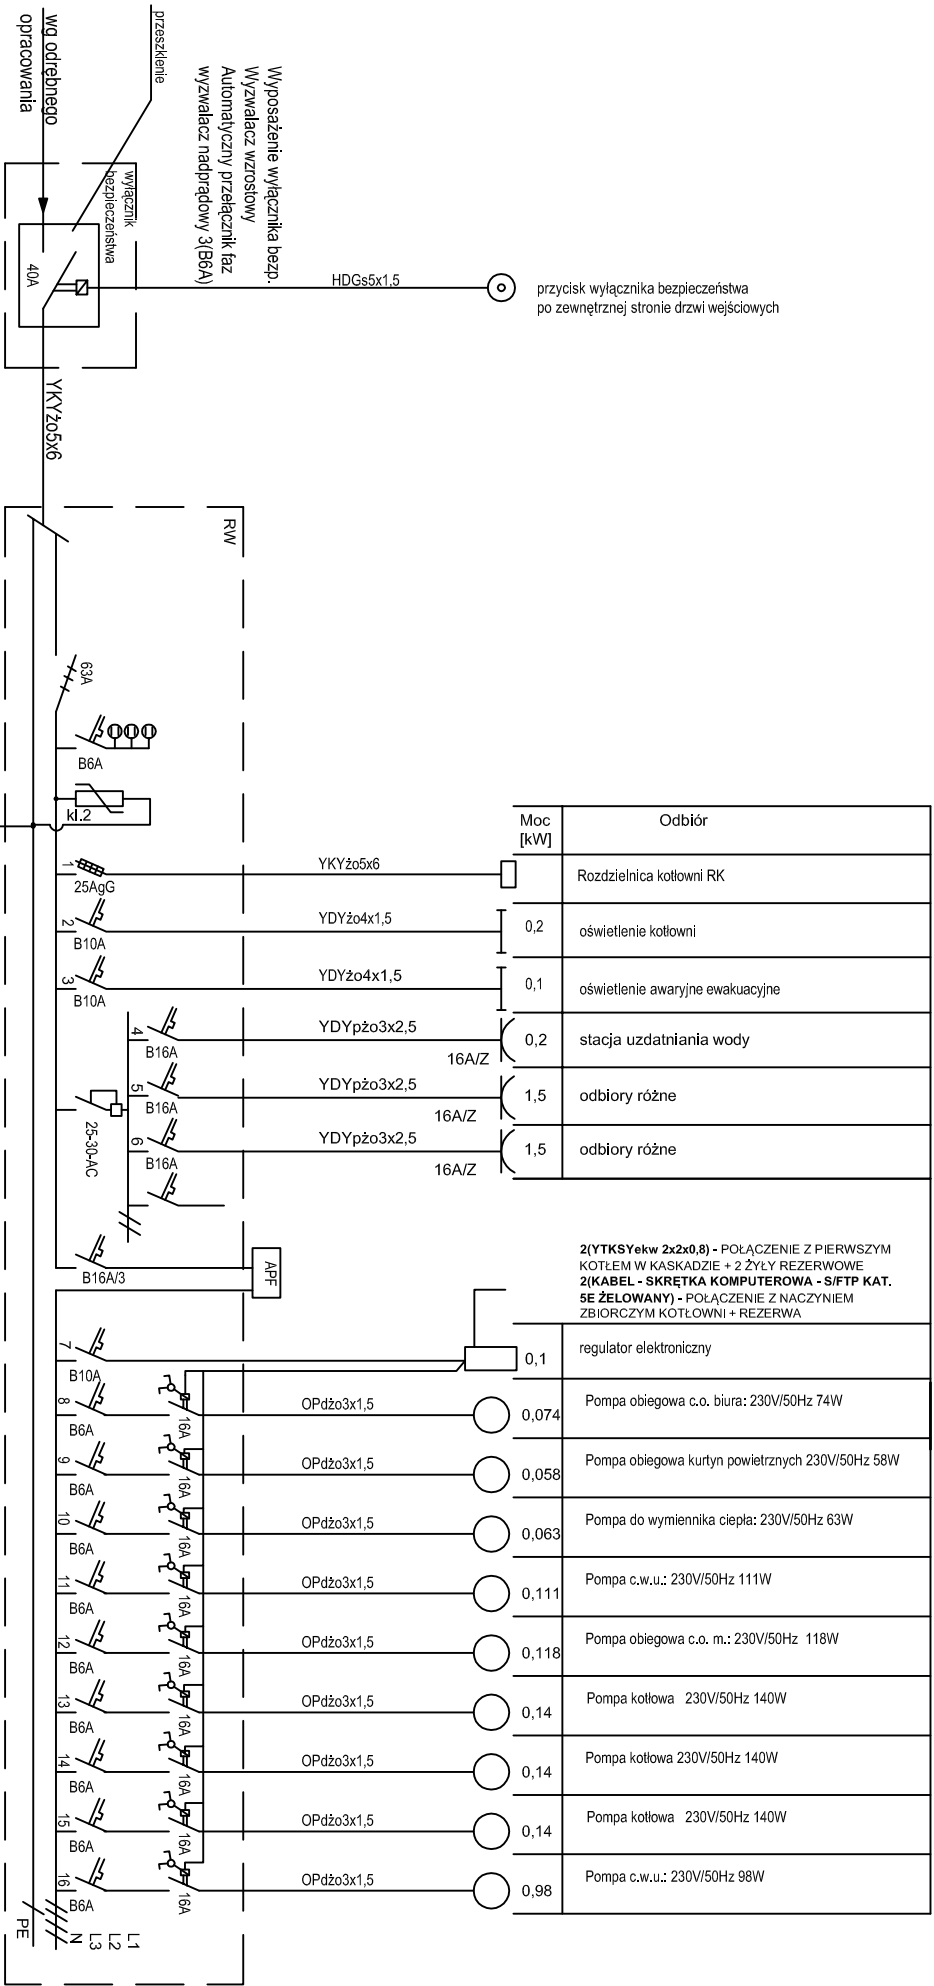 przeszklenie
wg odrębnego
opracowania
Wyposażenie wyłącznika bezp.
Wyzwalacz wzrostowy
Automatyczny przełącznik faz
wyzwalacz nadprądowy 3(B6A)
wyłącznik
bezpieczeństwa
40A
HDGs5x1,5
przycisk wyłącznika bezpieczeństwa
po zewnętrznej stronie drzwi wejściowych
YKYżo5x6
RW
63A
B6A
kl.2
Moc
[kW]
Odbiór
1
25AgG
YKYżo5x6
Rozdzielnica kotłowni RK
2
B10A
YDYżo4x1,5
0,2
oświetlenie kotłowni
3
B10A
YDYżo4x1,5
0,1
oświetlenie awaryjne ewakuacyjne
4
B16A
YDYpżo3x2,5
16A/Z
0,2
stacja uzdatniania wody
5
B16A
YDYpżo3x2,5
16A/Z
1,5
odbiory różne
25-30-AC
6
B16A
YDYpżo3x2,5
16A/Z
1,5
odbiory różne
B16A/3
APF
2(YTKSYekw 2x2x0,8) - POŁĄCZENIE Z PIERWSZYM
KOTŁEM W KASKADZIE + 2 ŻYŁY REZERWOWE
2(KABEL - SKRĘTKA KOMPUTEROWA - S/FTP KAT.
5E ŻELOWANY) - POŁĄCZENIE Z NACZYNIEM
ZBIORCZYM KOTŁOWNI + REZERWA
7
B10A
0,1
regulator elektroniczny
8
B6A
16A
OPdżo3x1,5
0,074
Pompa obiegowa c.o. biura: 230V/50Hz 74W
9
B6A
16A
OPdżo3x1,5
0,058
Pompa obiegowa kurtyn powietrznych 230V/50Hz 58W
10
B6A
16A
OPdżo3x1,5
0,063
Pompa do wymiennika ciepła: 230V/50Hz 63W
11
B6A
16A
OPdżo3x1,5
0,111
Pompa c.w.u.: 230V/50Hz 111W
12
B6A
16A
OPdżo3x1,5
0,118
Pompa obiegowa c.o. m.: 230V/50Hz 118W
13
B6A
16A
OPdżo3x1,5
0,14
Pompa kotłowa 230V/50Hz 140W
14
B6A
16A
OPdżo3x1,5
0,14
Pompa kotłowa 230V/50Hz 140W
15
B6A
16A
OPdżo3x1,5
0,14
Pompa kotłowa 230V/50Hz 140W
16
B6A
16A
OPdżo3x1,5
0,98
Pompa c.w.u.: 230V/50Hz 98W
L1
L2
L3
N
PE